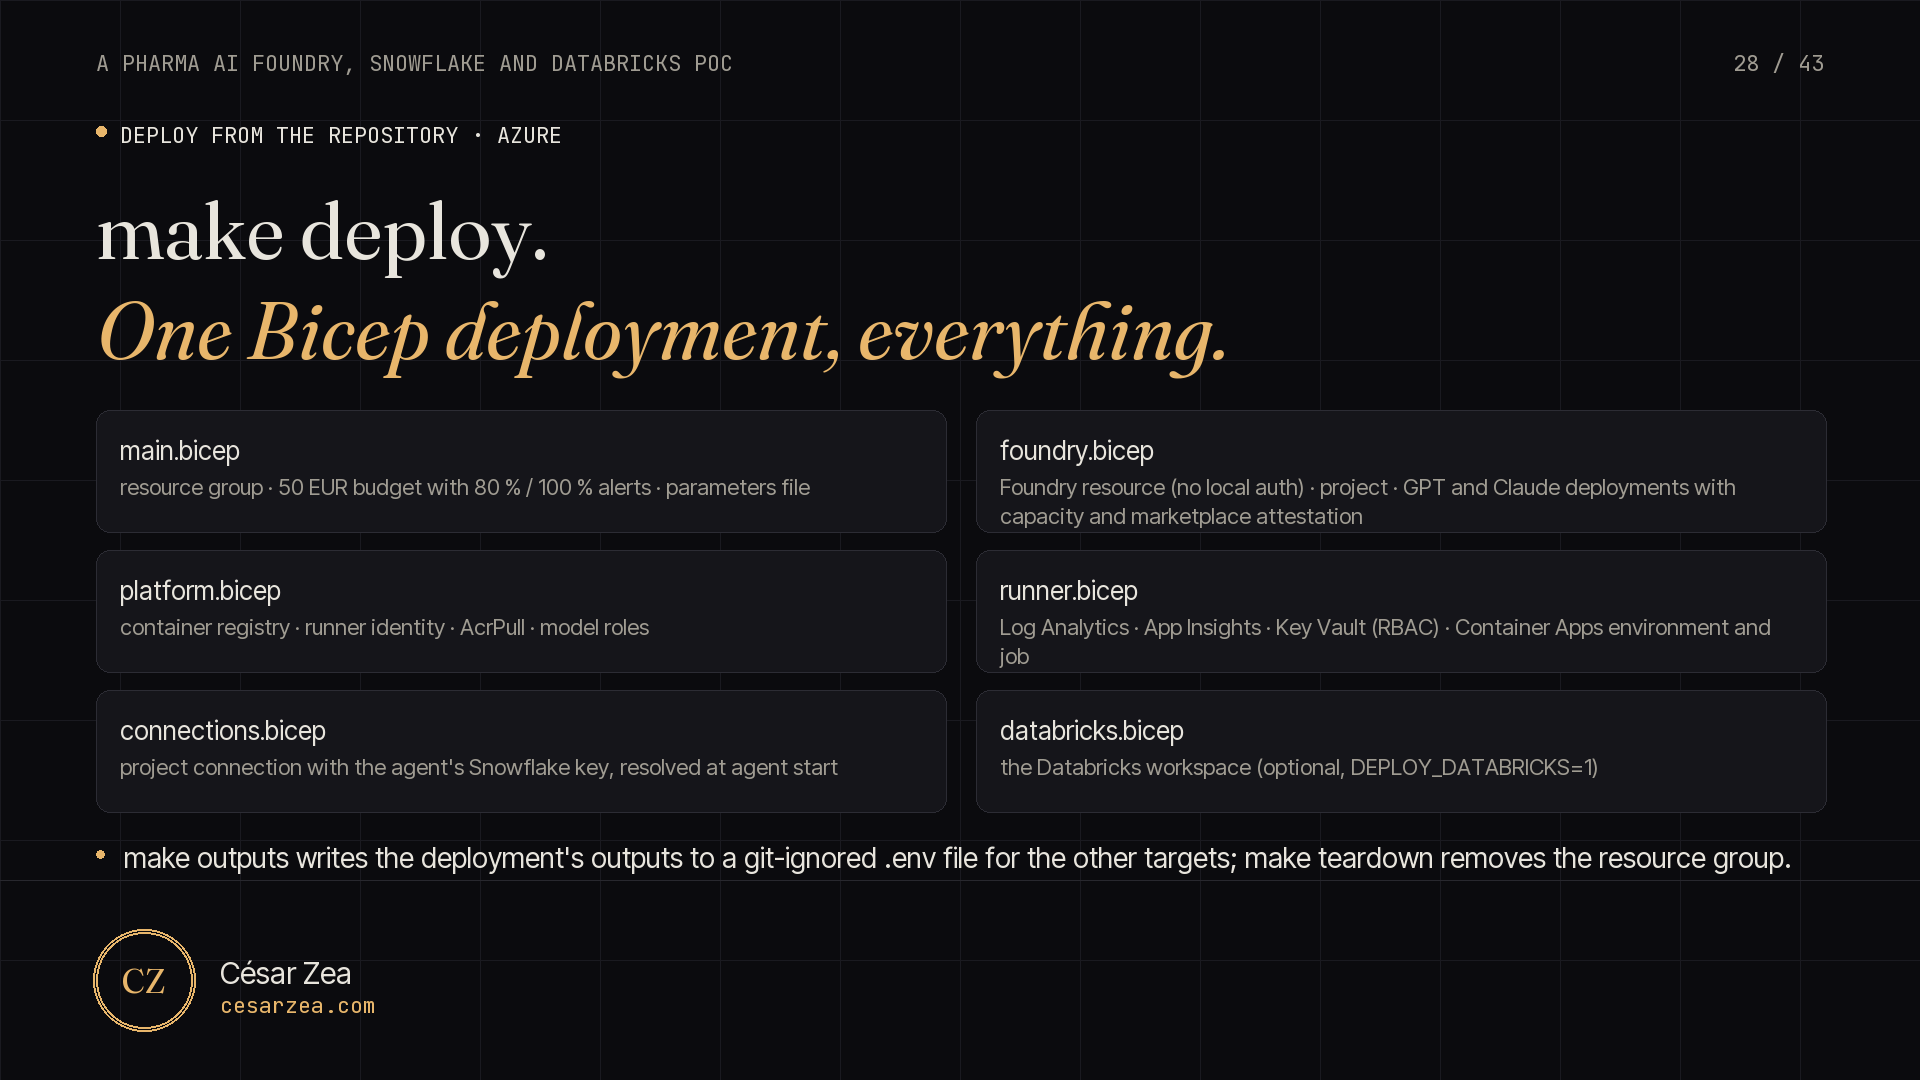 A PHARMA AI FOUNDRY, SNOWFLAKE AND DATABRICKS POC
28 / 43
DEPLOY FROM THE REPOSITORY · AZURE
make deploy.
One Bicep deployment, everything.
main.bicep
resource group · 50 EUR budget with 80 % / 100 % alerts · parameters file
foundry.bicep
Foundry resource (no local auth) · project · GPT and Claude deployments with
capacity and marketplace attestation
platform.bicep
container registry · runner identity · AcrPull · model roles
runner.bicep
Log Analytics · App Insights · Key Vault (RBAC) · Container Apps environment and
job
connections.bicep
project connection with the agent's Snowflake key, resolved at agent start
databricks.bicep
the Databricks workspace (optional, DEPLOY_DATABRICKS=1)
make outputs writes the deployment's outputs to a git-ignored .env file for the other targets; make teardown removes the resource group.
CZ
César Zea
cesarzea.com